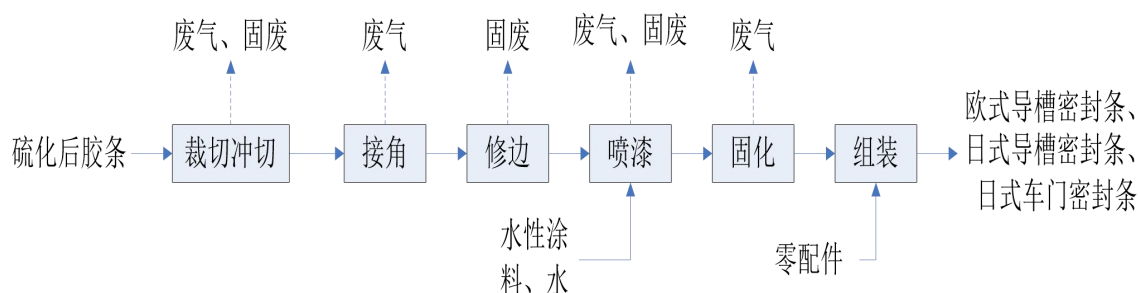 废气、固废
废气
固废
废气、固废
废气
硫化后胶条
裁切冲切
接角
修边
喷漆
固化
组装
欧式导槽密封条、
日式导槽密封条、
日式车门密封条
水性涂
料、水
零配件